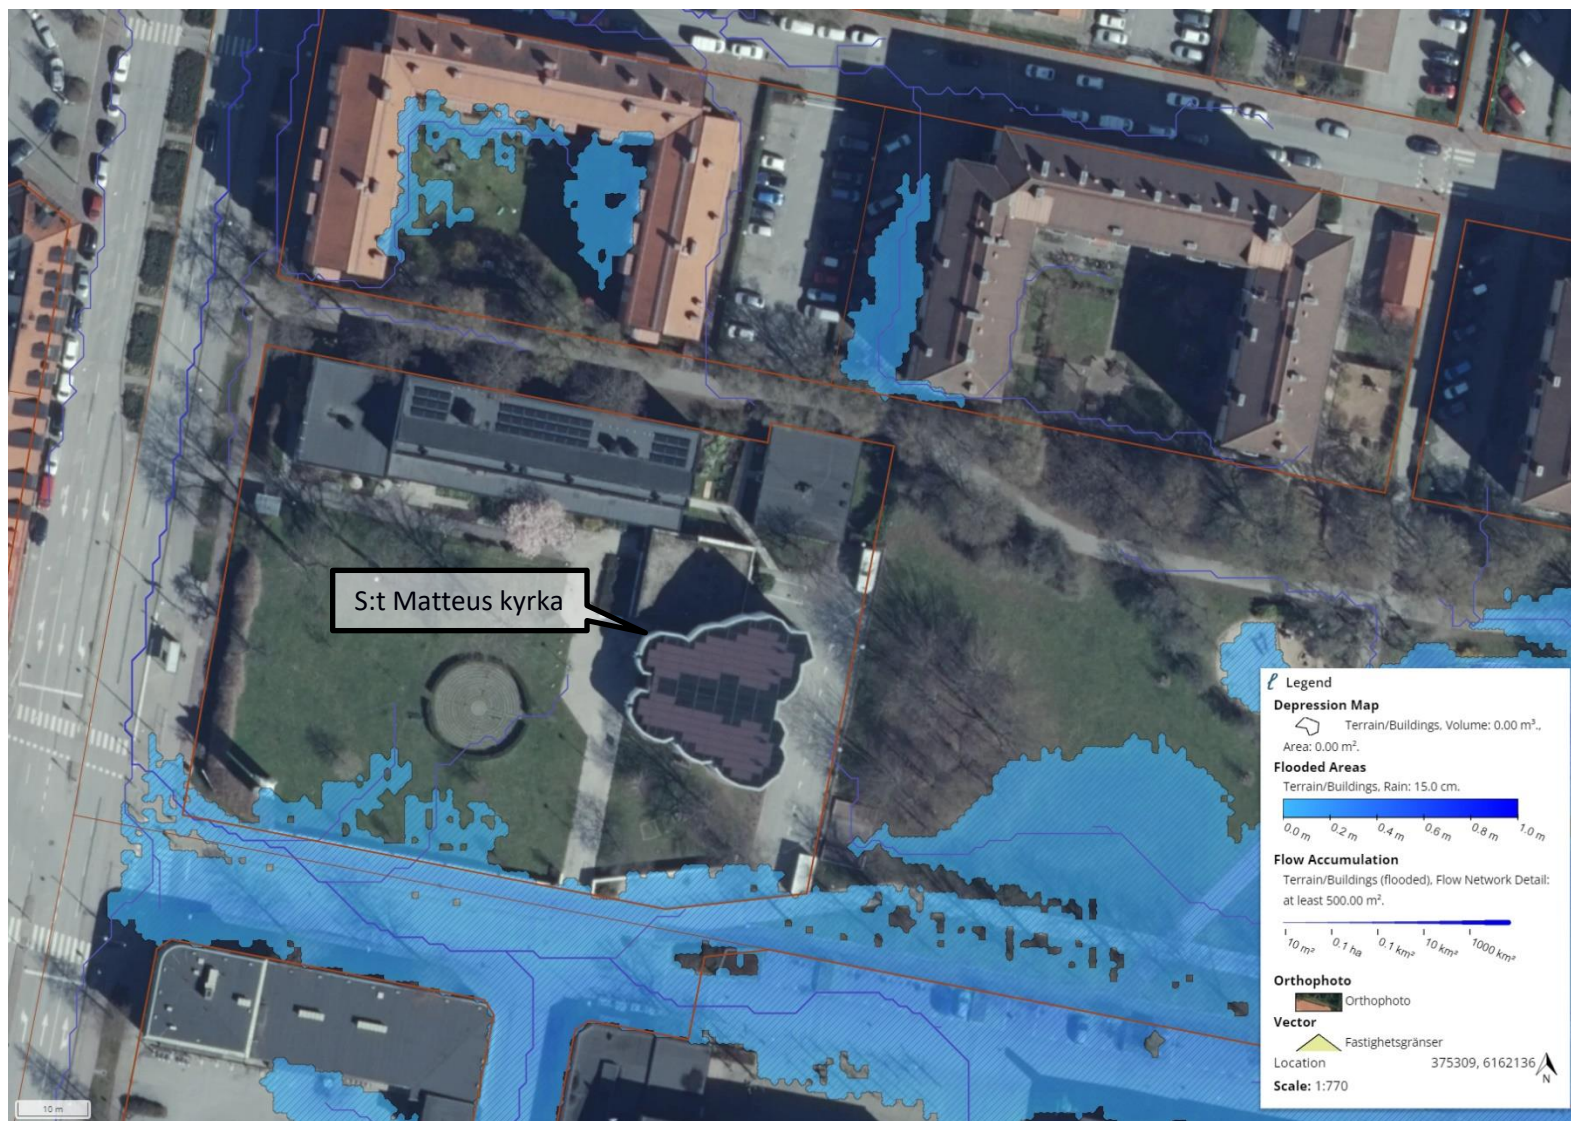 S:t Matteus kyrka
Legend
Depression Map
Terrain/Buildings, Volume: 0.00 m³.,
Area: 0.00 m².
Flooded Areas
Terrain/Buildings, Rain: 15.0 cm.
0.0 m 0.2 m 0.4 m 0.6 m 0.8 m 1.0 m
Flow Accumulation
Terrain/Buildings (flooded), Flow Network Detail:
at least 500.00 m².
10 m² 0.1 ha 0.1 km² 10 km² 1000 km²
Orthophoto
Orthophoto
Vector
Fastighetsgränser
Location 375309, 6162136
N
Scale: 1:770
10 m